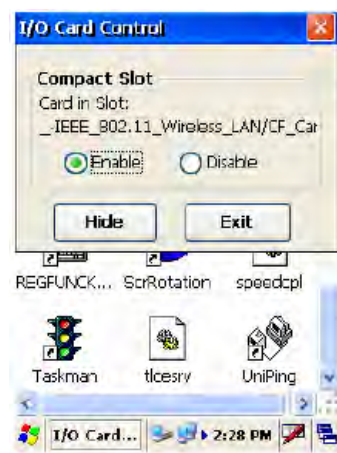 I/O Card Control
Compact Slot
Card in Slot:
_-IEEE_802.11_Wireless_LAN/CF_Car
Enable Disable
Hide Exit
REGFUNCK... ScrRotation speedcpl
Taskman tlcesrv UniPing
I/O Card... 2:28 PM